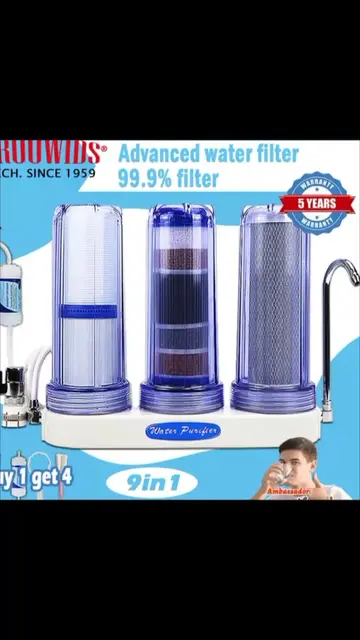 ROUWIDS®
CH. SINCE 1959
Advanced water filter
99.9% filter
WARRANTY
5 YEARS
WARRANTY
Water Purifier
uy 1 get 4
9in1
Ambassador